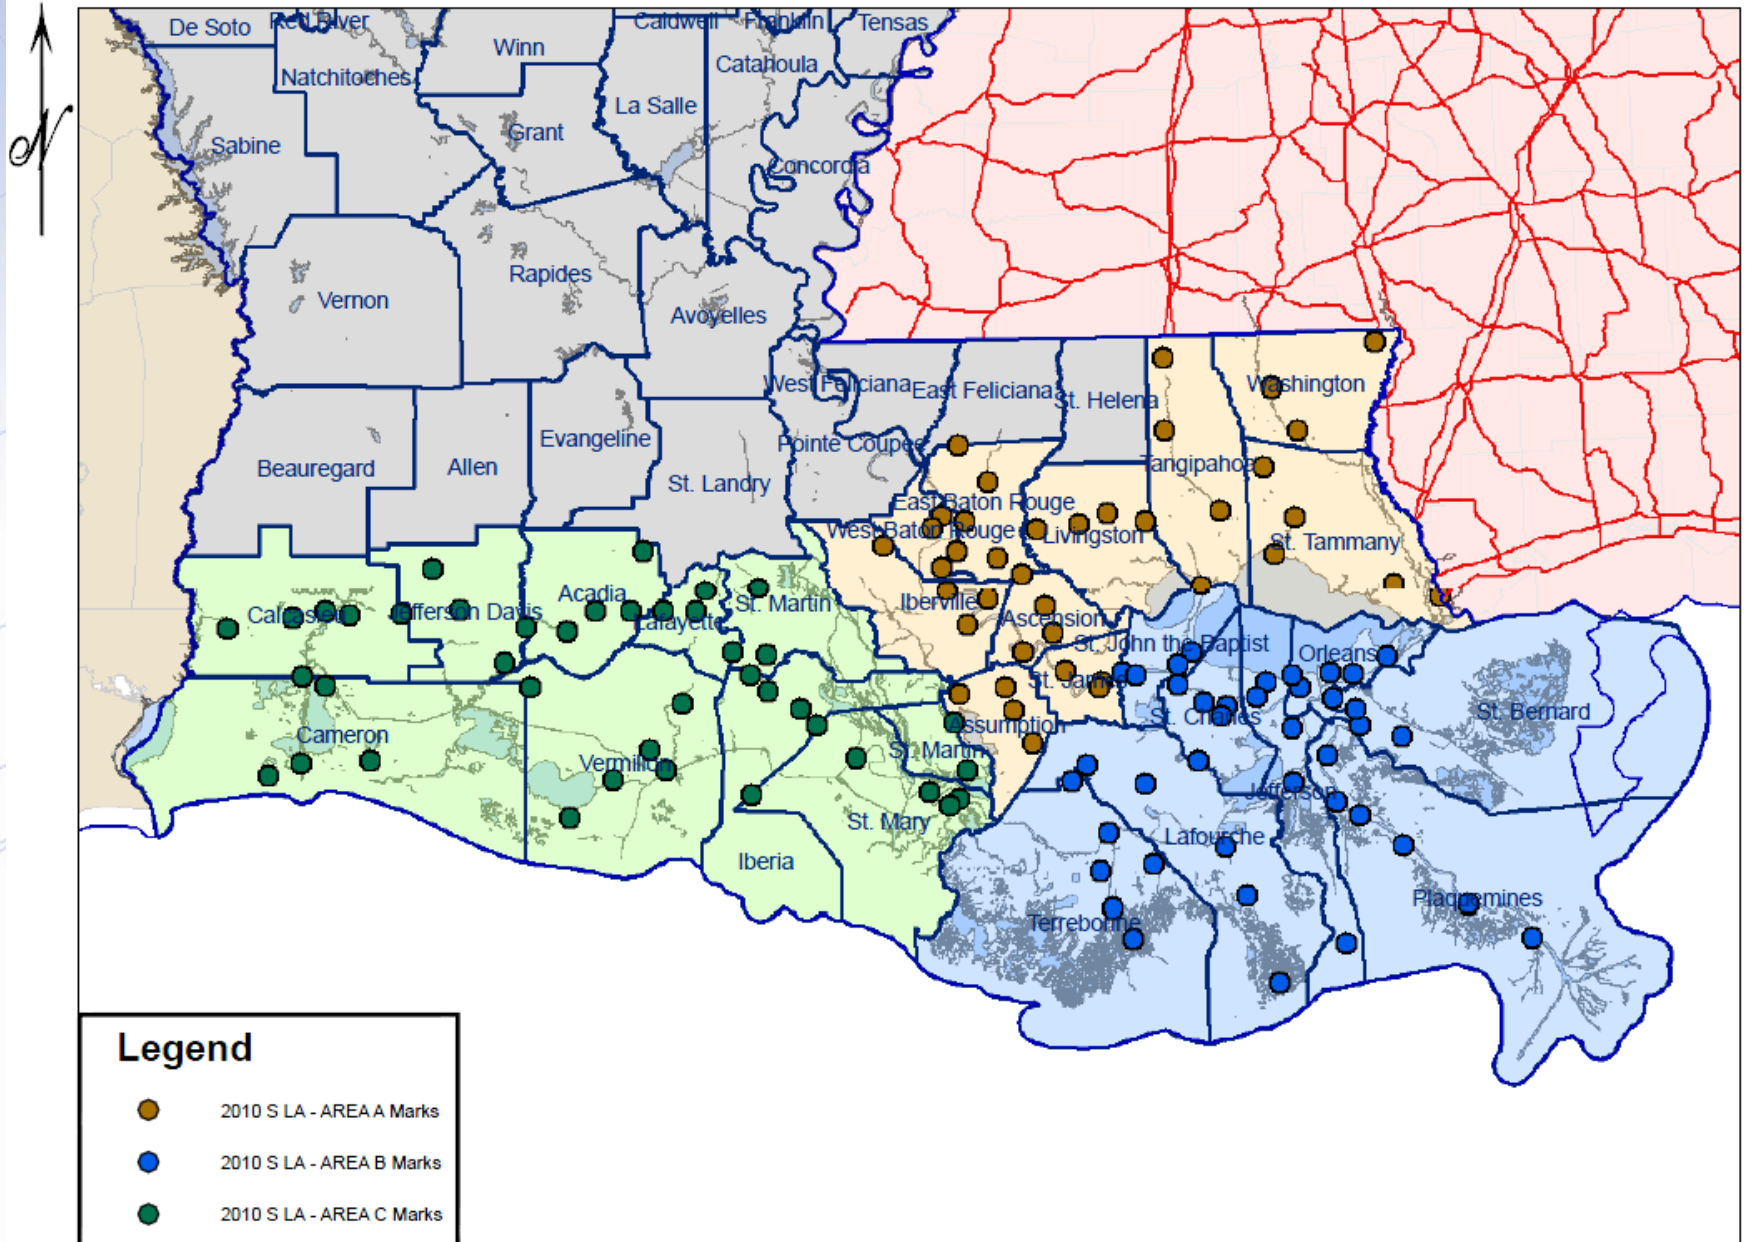 De Soto
Red River
Caldwell
Franklin
Tensas
Winn
Natchitoches
Catahoula
La Salle
Grant
Sabine
Concordia
Rapides
Vernon
Avoyelles
West Feliciana
East Feliciana
St. Helena
Washington
Evangeline
Pointe Coupee
Tangipahoa
Beauregard
Allen
St. Landry
East Baton Rouge
West Baton Rouge
Livingston
St. Tammany
Calcasieu
Jefferson Davis
Acadia
Lafayette
St. Martin
Iberville
Ascension
St. John the Baptist
Orleans
St. James
St. Charles
St. Bernard
Assumption
Cameron
Vermilion
St. Martin
Jefferson
St. Mary
Lafourche
Iberia
Plaquemines
Terrebonne
N
Legend
2010 S LA - AREA A Marks
2010 S LA - AREA B Marks
2010 S LA - AREA C Marks